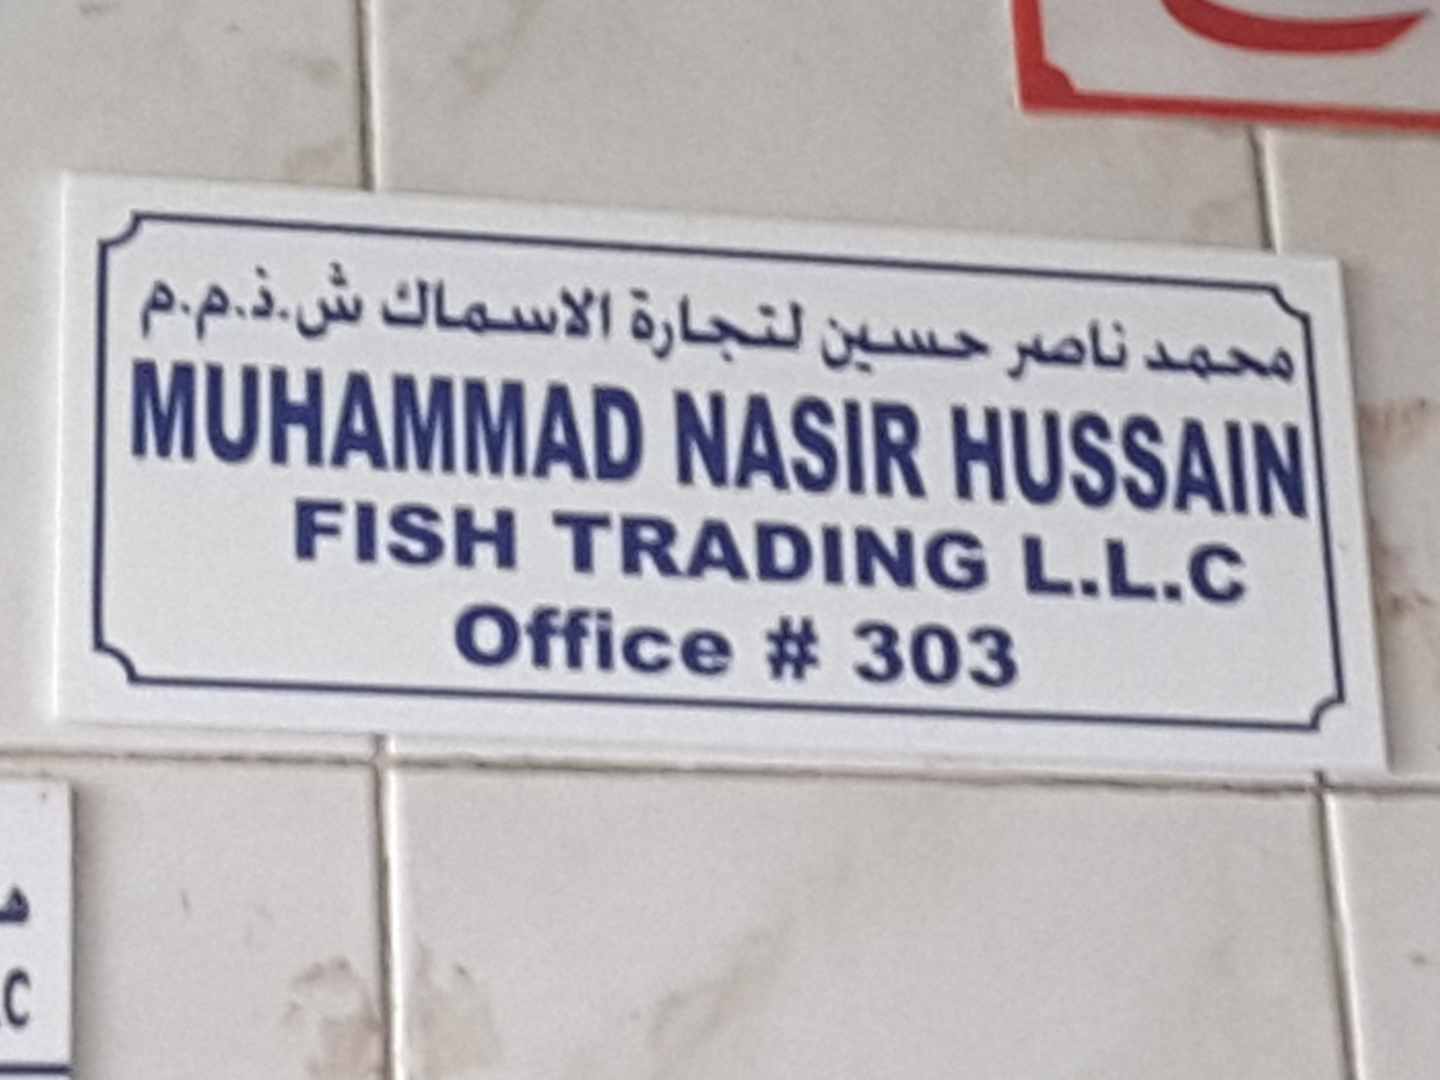 محمد ناصر حسين لتجارة الاسماك ش.ذ.م.م
MUHAMMAD NASIR HUSSAIN
FISH TRADING L.L.C
Office # 303